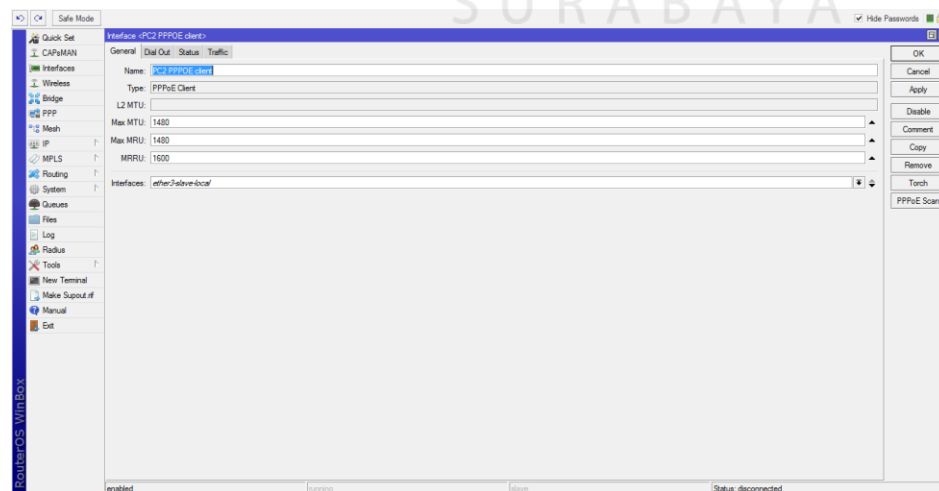 SURABAYA
Safe Mode
Hide Passwords
Quick Set
CAPsMAN
Interfaces
Wireless
Bridge
PPP
Mesh
IP
MPLS
Routing
System
Queues
Files
Log
Radius
Tools
New Terminal
Make Supout.rif
Manual
Exit
RouterOS WinBox
Interface <PC2 PPPOE client>
General Dial Out Status Traffic
Name: PC2 PPPOE client
Type: PPPoE Client
L2 MTU:
Max MTU: 1480
Max MRU: 1480
MRRU: 1600
Interfaces: ether3-slave-local
OK
Cancel
Apply
Disable
Comment
Copy
Remove
Torch
PPPoE Scan
enabled running slave Status: disconnected